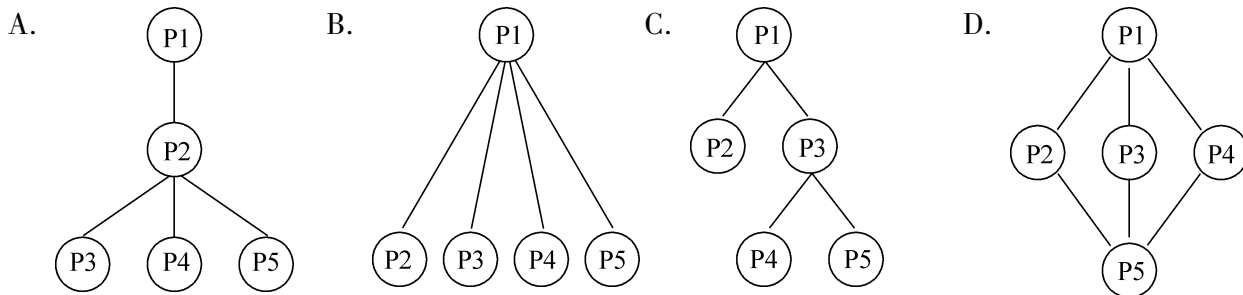 A. B. C. D.
P1 P1 P1 P1
P2 P2 P3 P2 P3 P4
P3 P4 P5 P2 P3 P4 P5 P4 P5 P5